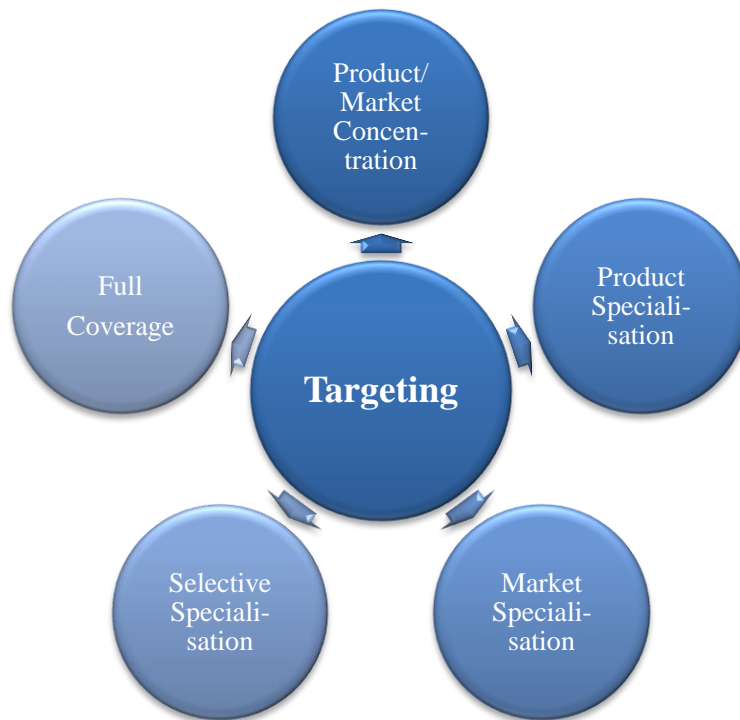 Product/
Market
Concen-
tration
Full
Coverage
Product
Speciali-
sation
Targeting
Selective
Speciali-
sation
Market
Speciali-
sation